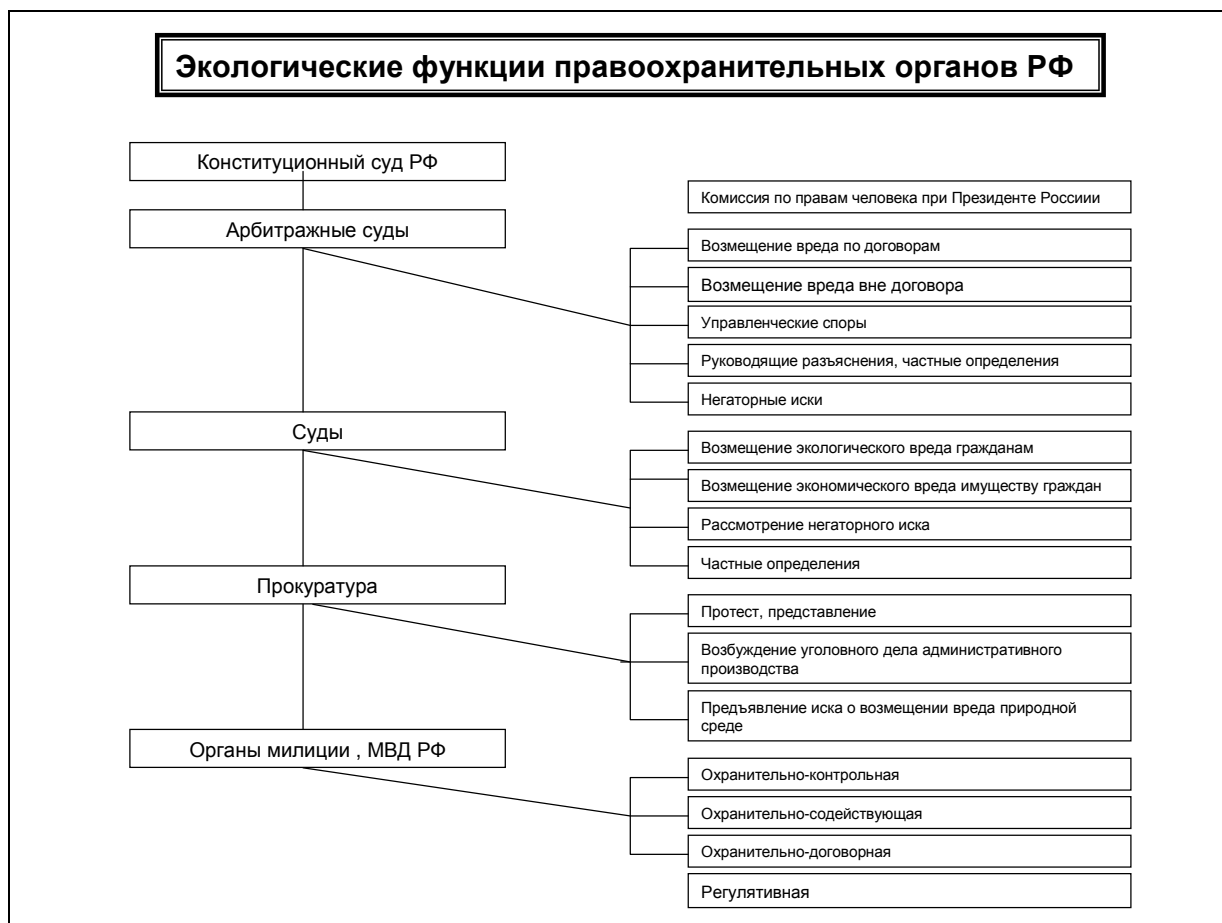 Экологические функции правоохранительных органов РФ
Конституционный суд РФ
Комиссия по правам человека при Президенте Россиии
Арбитражные суды
Возмещение вреда по договорам
Возмещение вреда вне договора
Управленческие споры
Руководящие разъяснения, частные определения
Негаторные иски
Суды
Возмещение экологического вреда гражданам
Возмещение экономического вреда имуществу граждан
Рассмотрение негаторного иска
Частные определения
Прокуратура
Протест, представление
Возбуждение уголовного дела административного
производства
Предъявление иска о возмещении вреда природной
среде
Органы милиции , МВД РФ
Охранительно-контрольная
Охранительно-содействующая
Охранительно-договорная
Регулятивная